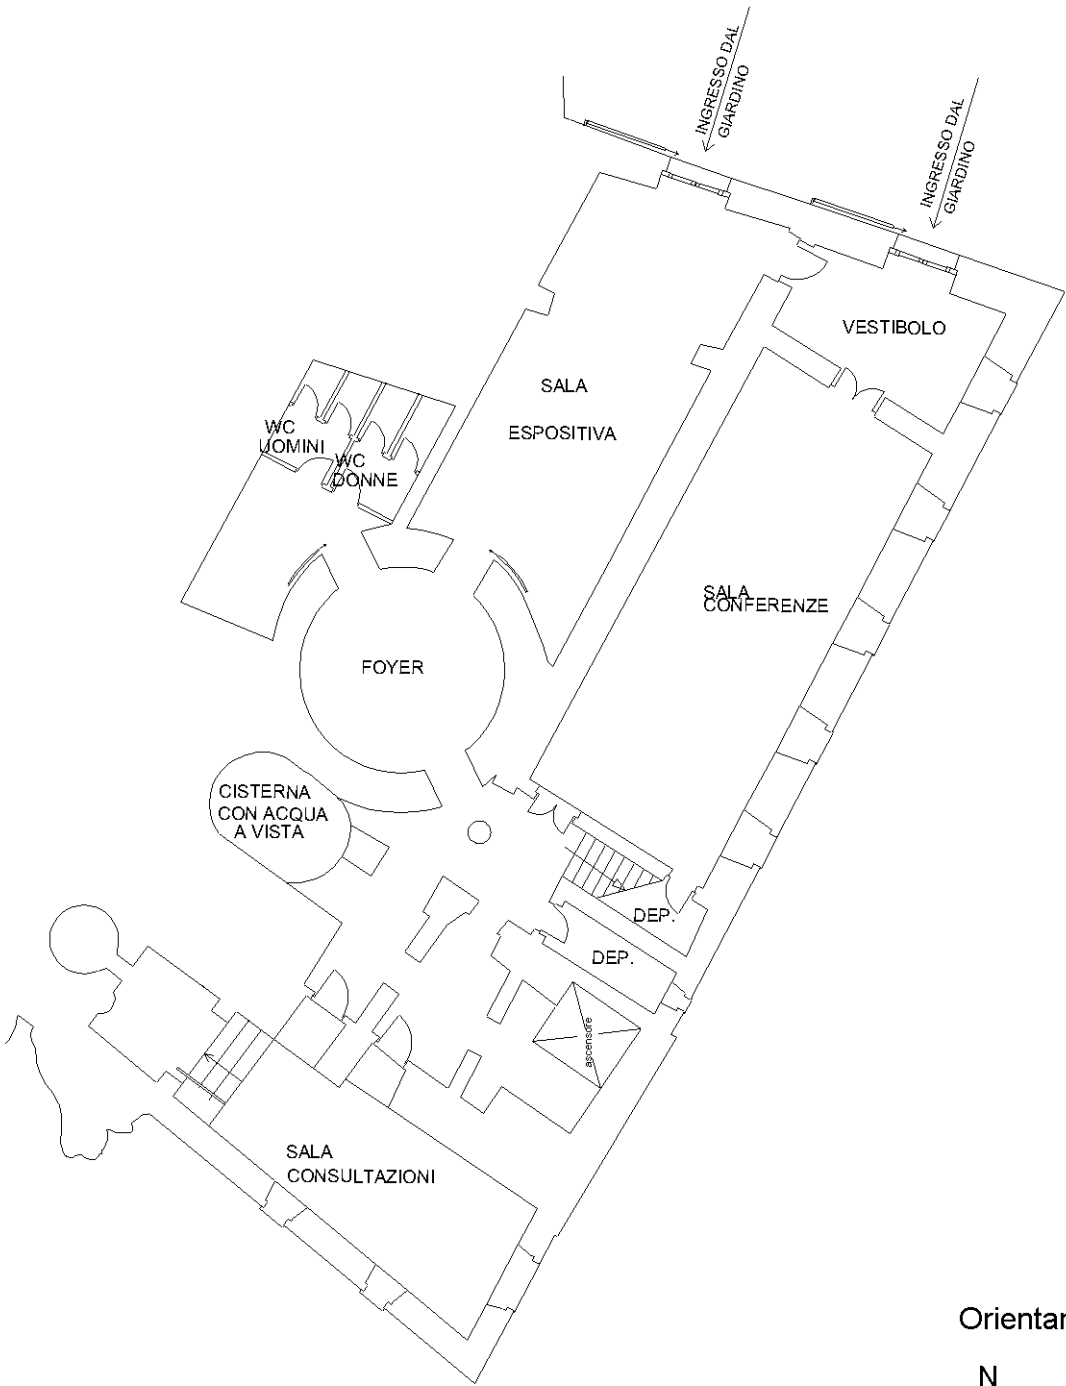 INGRESSO DAL
GIARDINO
INGRESSO DAL
GIARDINO
VESTIBOLO
SALA
ESPOSITIVA
WC
UOMINI
WC
DONNE
SALA
CONFERENZE
FOYER
CISTERNA
CON ACQUA
A VISTA
DEP.
DEP.
ascensore
SALA
CONSULTAZIONI
Orientar
N